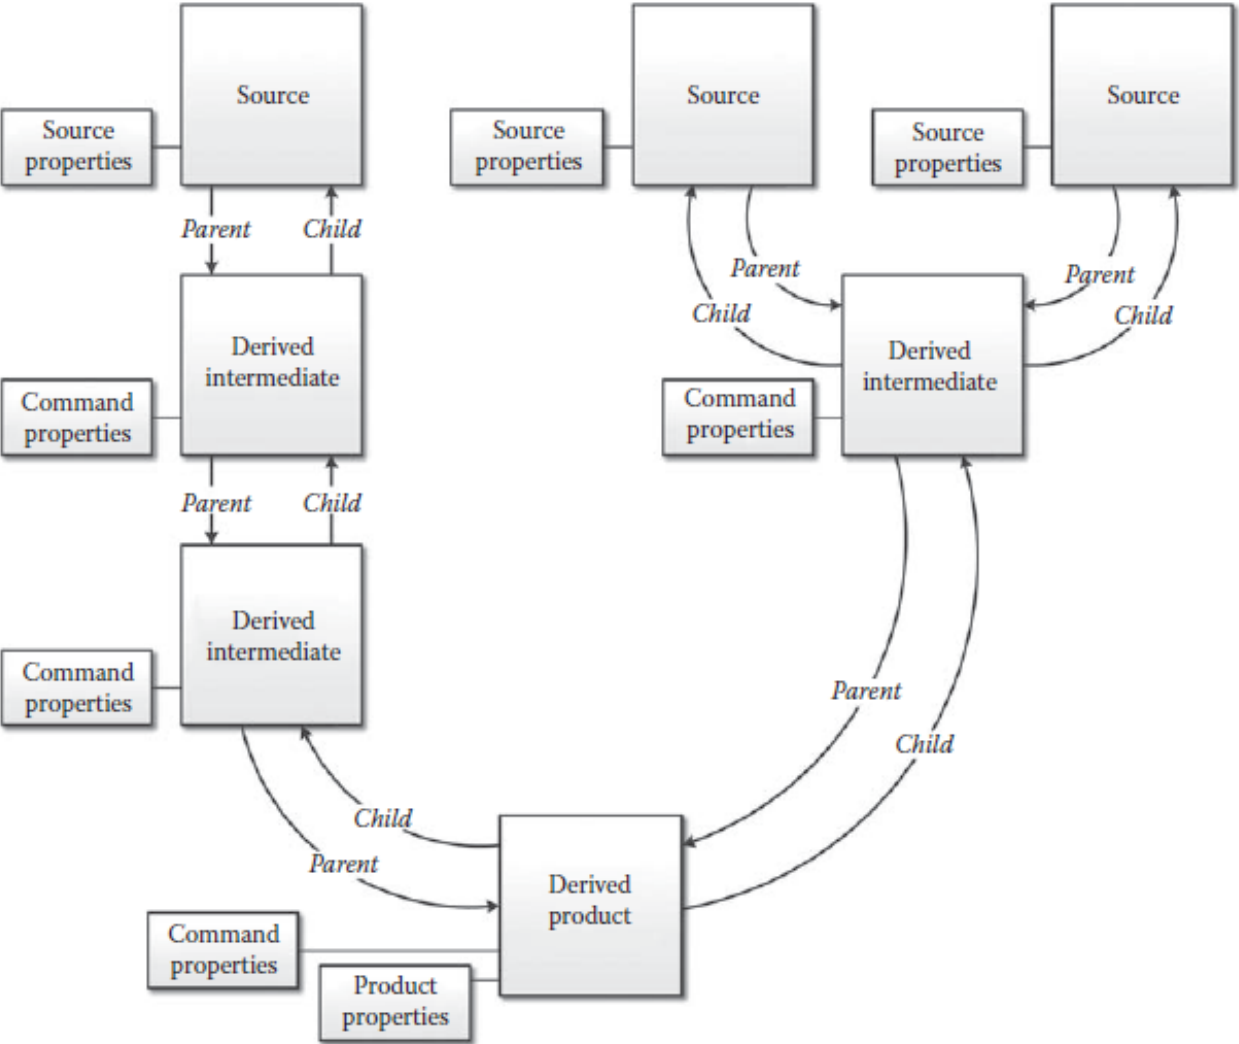 Source
Source
Source
Source
properties
Source
properties
Source
properties
Parent
Child
Parent
Child
Parent
Child
Derived
intermediate
Derived
intermediate
Command
properties
Command
properties
Parent
Child
Derived
intermediate
Command
properties
Parent
Child
Child
Parent
Derived
product
Command
properties
Product
properties